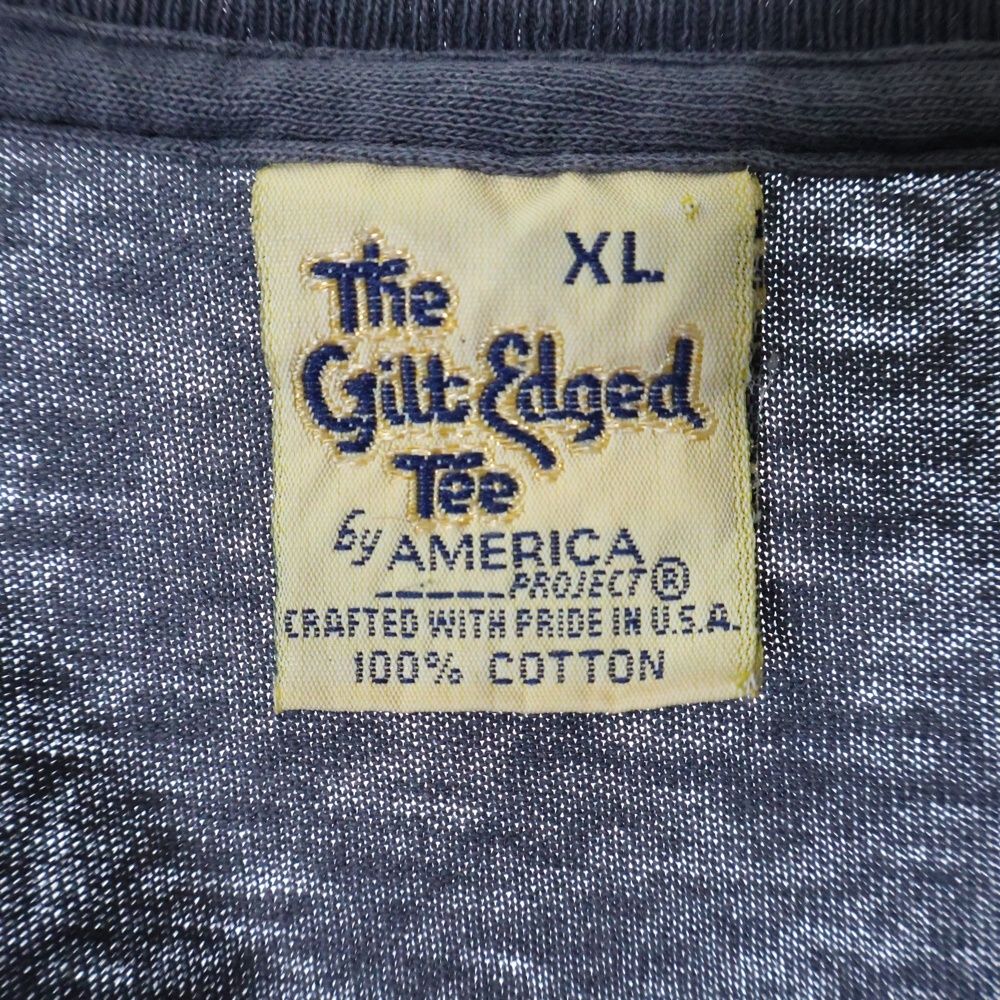 XL
The
Gilt Edged
Tee
by AMERICA
PROJECT®
CRAFTED WITH PRIDE IN U.S.A.
100% COTTON